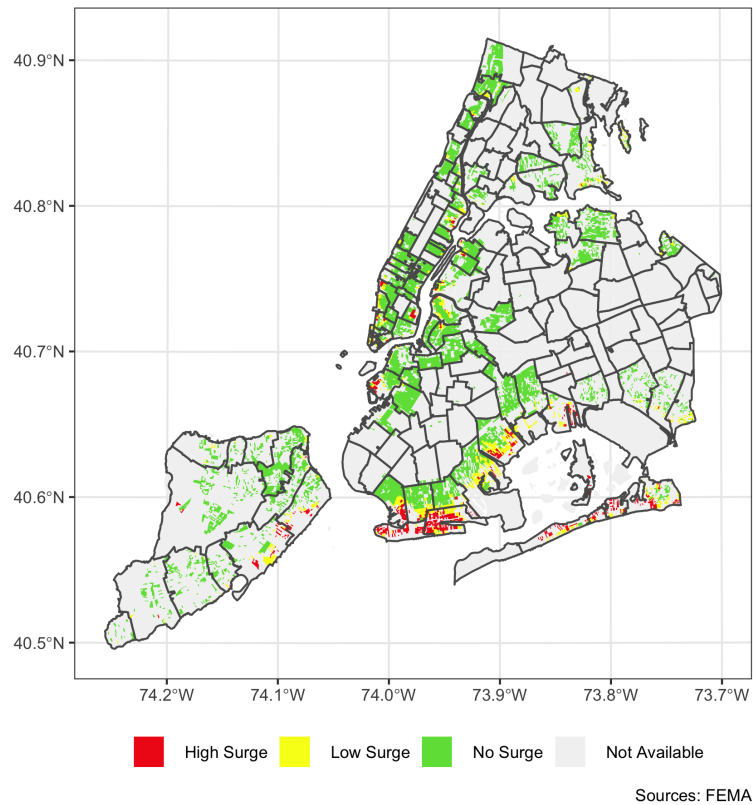 40.9°N
40.8°N
40.7°N
40.6°N
40.5°N
74.2°W 74.1°W 74.0°W 73.9°W 73.8°W 73.7°W
High Surge Low Surge No Surge Not Available
Sources: FEMA